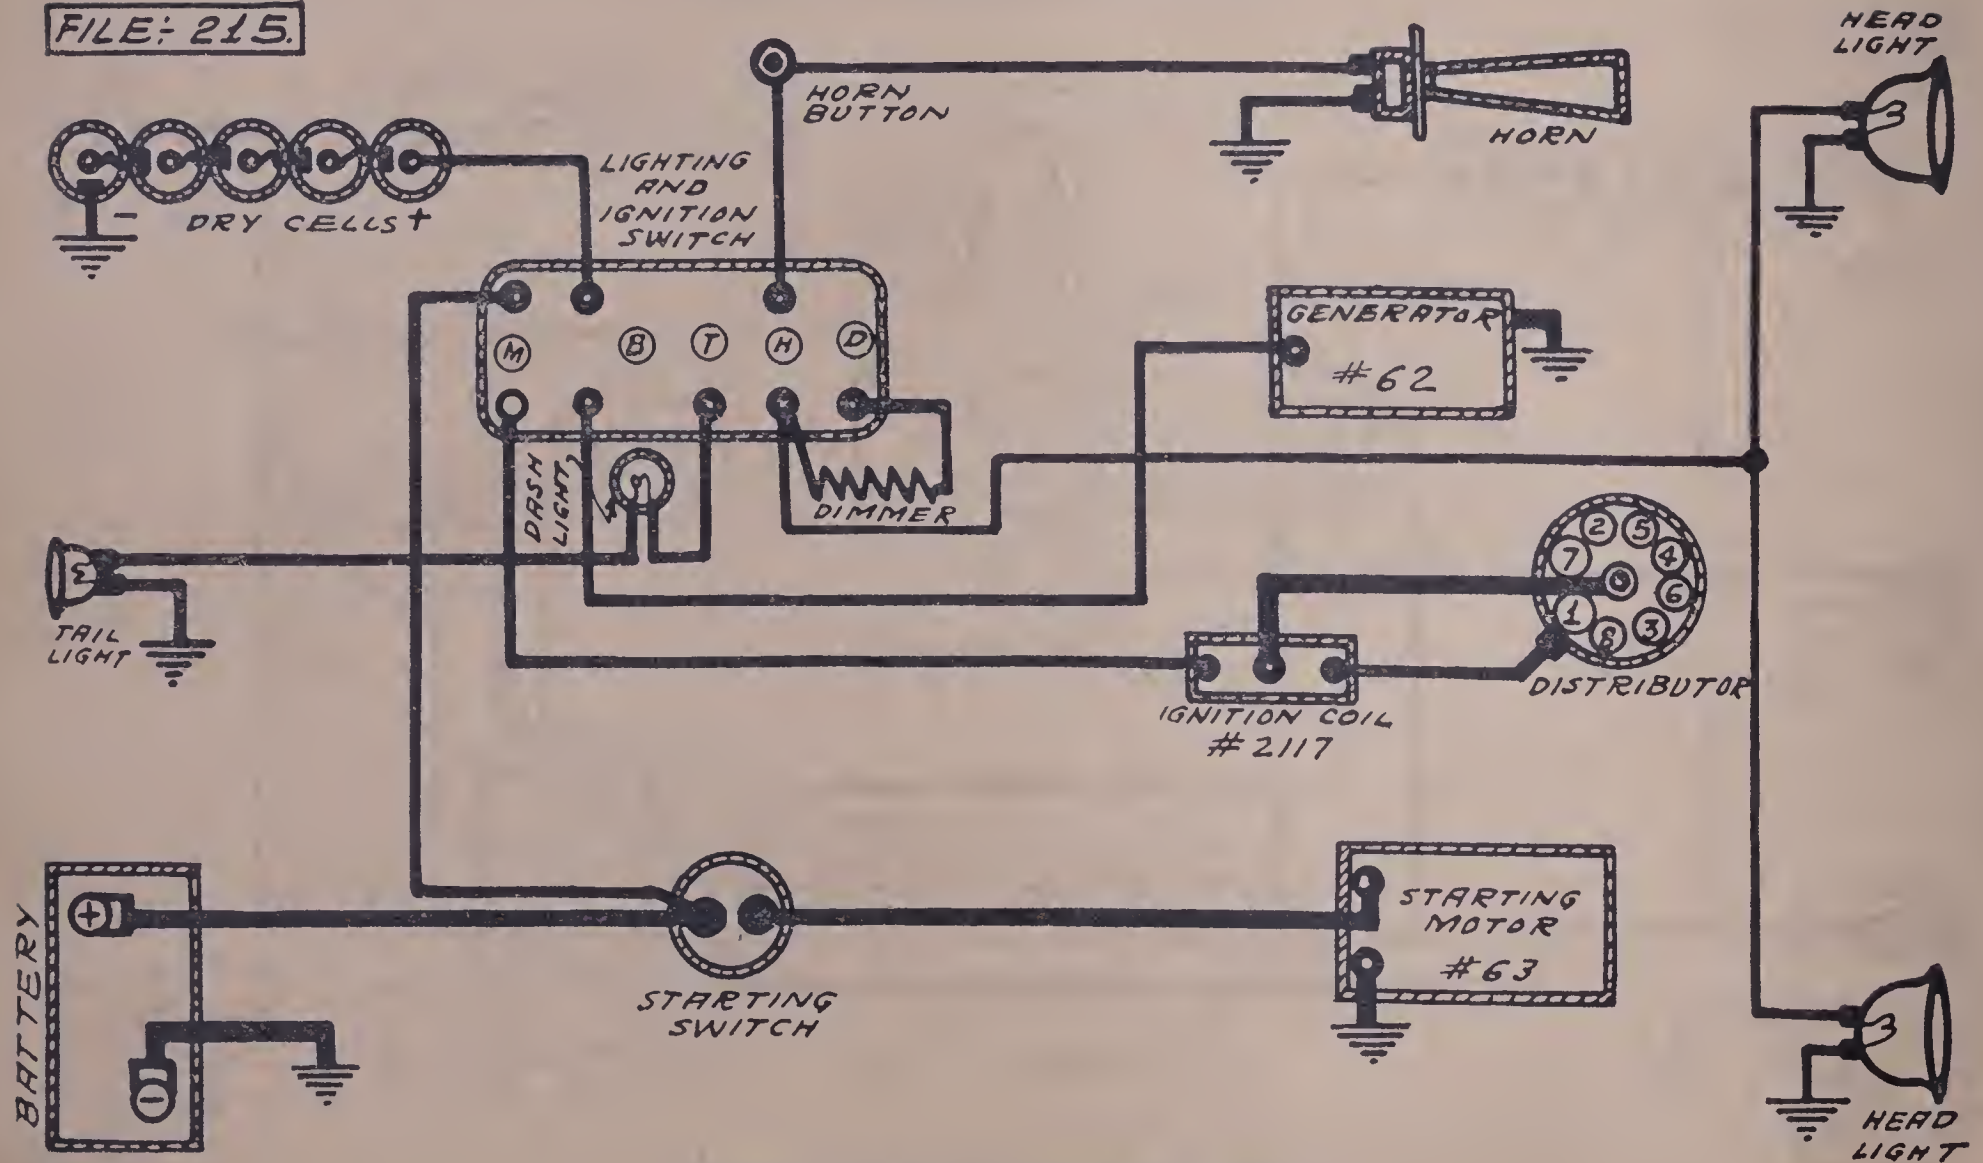 FILE:- 215.
HEAD
LIGHT
HORN
BUTTON
HORN
LIGHTING
AND
IGNITION
SWITCH
- DRY CELLS +
GENERATOR
#62
M B T H D
DASH
LIGHT
DIMMER
2 5
7 4
6
1 8 3
DISTRIBUTOR
TAIL
LIGHT
IGNITION COIL
#2117
BATTERY
+
-
STARTING
SWITCH
STARTING
MOTOR
#63
HEAD
LIGHT